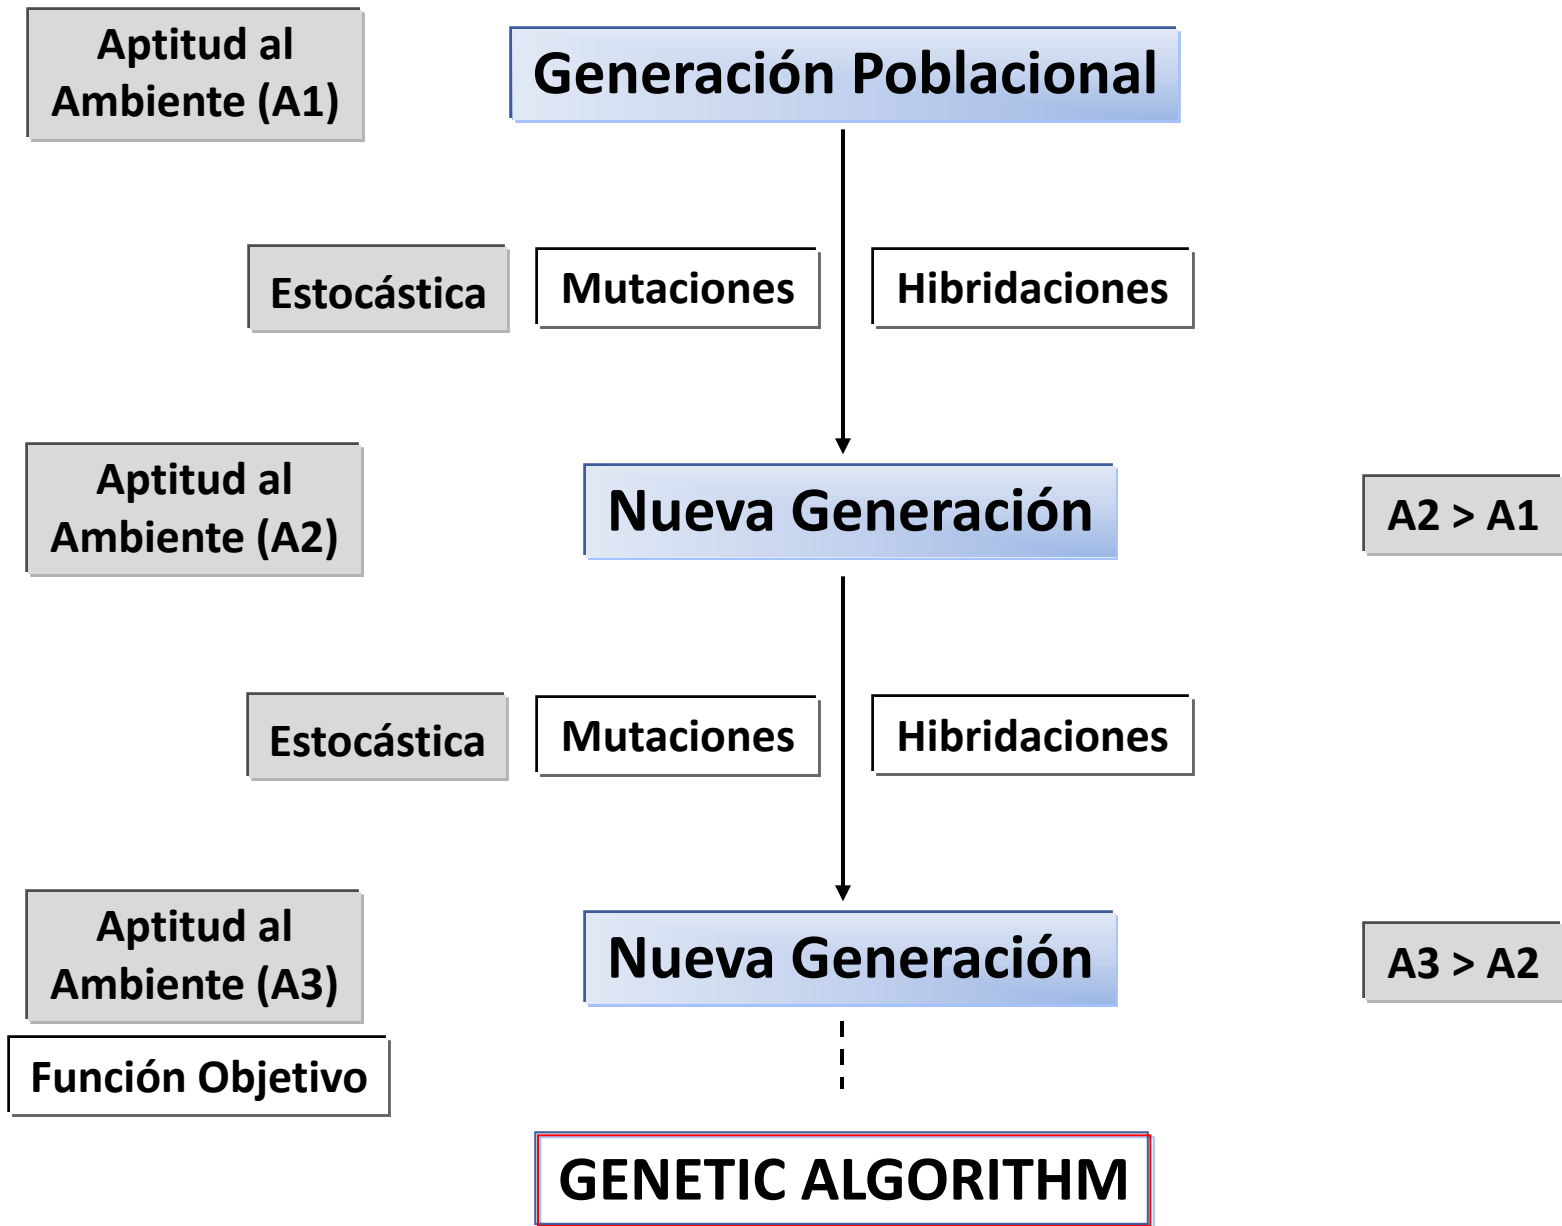 Aptitud al
Ambiente (A1)
Generación Poblacional
Estocástica
Mutaciones
Hibridaciones
Aptitud al
Ambiente (A2)
Nueva Generación
A2 > A1
Estocástica
Mutaciones
Hibridaciones
Aptitud al
Ambiente (A3)
Nueva Generación
A3 > A2
Función Objetivo
GENETIC ALGORITHM